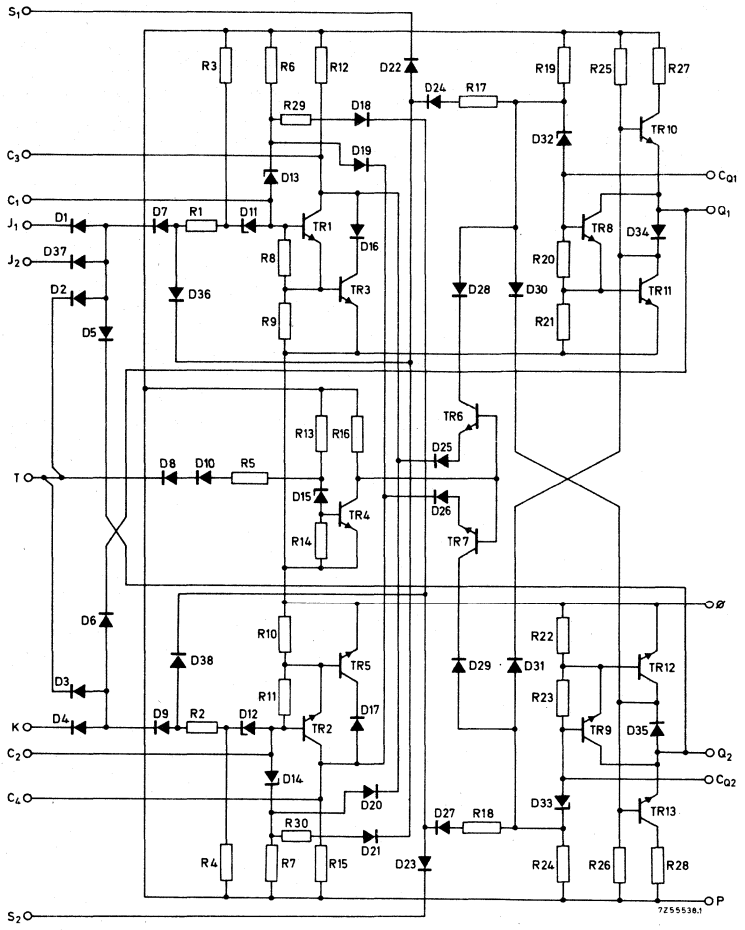 S1
R3
R6
R12
D22
R19
R25
R27
D24
R17
R29
D18
TR10
C3
D19
D32
D13
CQ1
C1
Q1
J1
D1
D7
R1
D11
TR1
TR8
D34
D16
J2
D37
R8
R20
D2
D36
TR3
D28
D30
TR11
D5
R9
R21
TR6
R13
R16
D25
T
D8
D10
R5
D15
D26
TR4
R14
TR7
Ø
D6
R10
R22
D38
TR5
D29
D31
TR12
D3
R11
R23
D17
K
D4
D9
R2
D12
TR2
TR9
D35
C2
Q2
D14
CQ2
C4
D20
D33
TR13
R30
D27
R18
D21
R4
R7
R15
D23
R24
R26
R28
P
7Z55538.1
S2